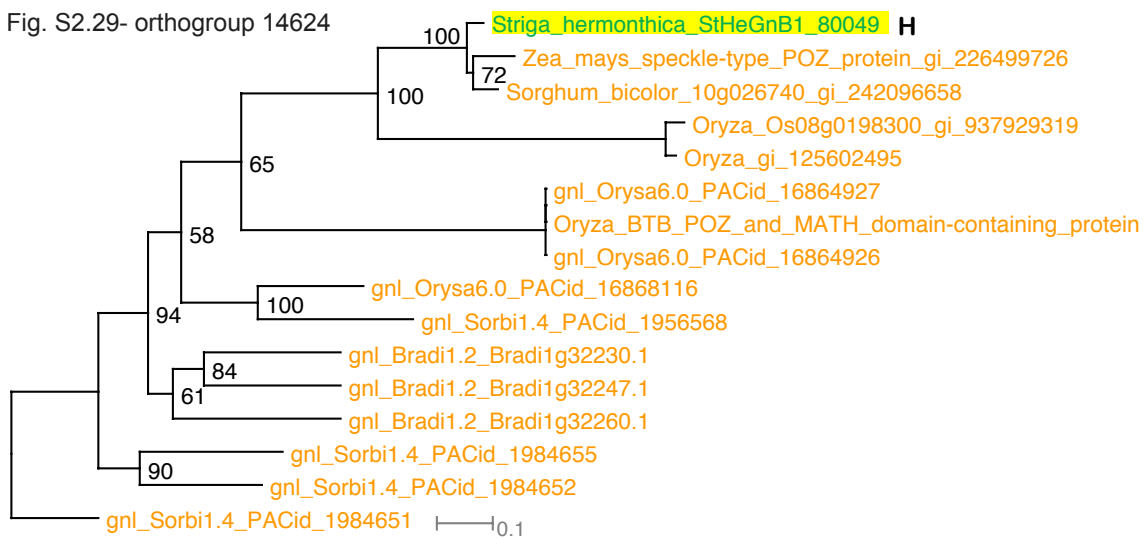 Fig. S2.29- orthogroup 14624
Striga_hermonthica_StHeGnB1_80049 H
100
Zea_mays_speckle-type_POZ_protein_gi_226499726
72
Sorghum_bicolor_10g026740_gi_242096658
100
Oryza_Os08g0198300_gi_937929319
Oryza_gi_125602495
65
gnl_Orysa6.0_PACid_16864927
Oryza_BTB_POZ_and_MATH_domain-containing_protein
58
gnl_Orysa6.0_PACid_16864926
gnl_Orysa6.0_PACid_16868116
100
94
gnl_Sorbi1.4_PACid_1956568
gnl_Bradi1.2_Bradi1g32230.1
84
gnl_Bradi1.2_Bradi1g32247.1
61
gnl_Bradi1.2_Bradi1g32260.1
gnl_Sorbi1.4_PACid_1984655
90
gnl_Sorbi1.4_PACid_1984652
gnl_Sorbi1.4_PACid_1984651
0.1